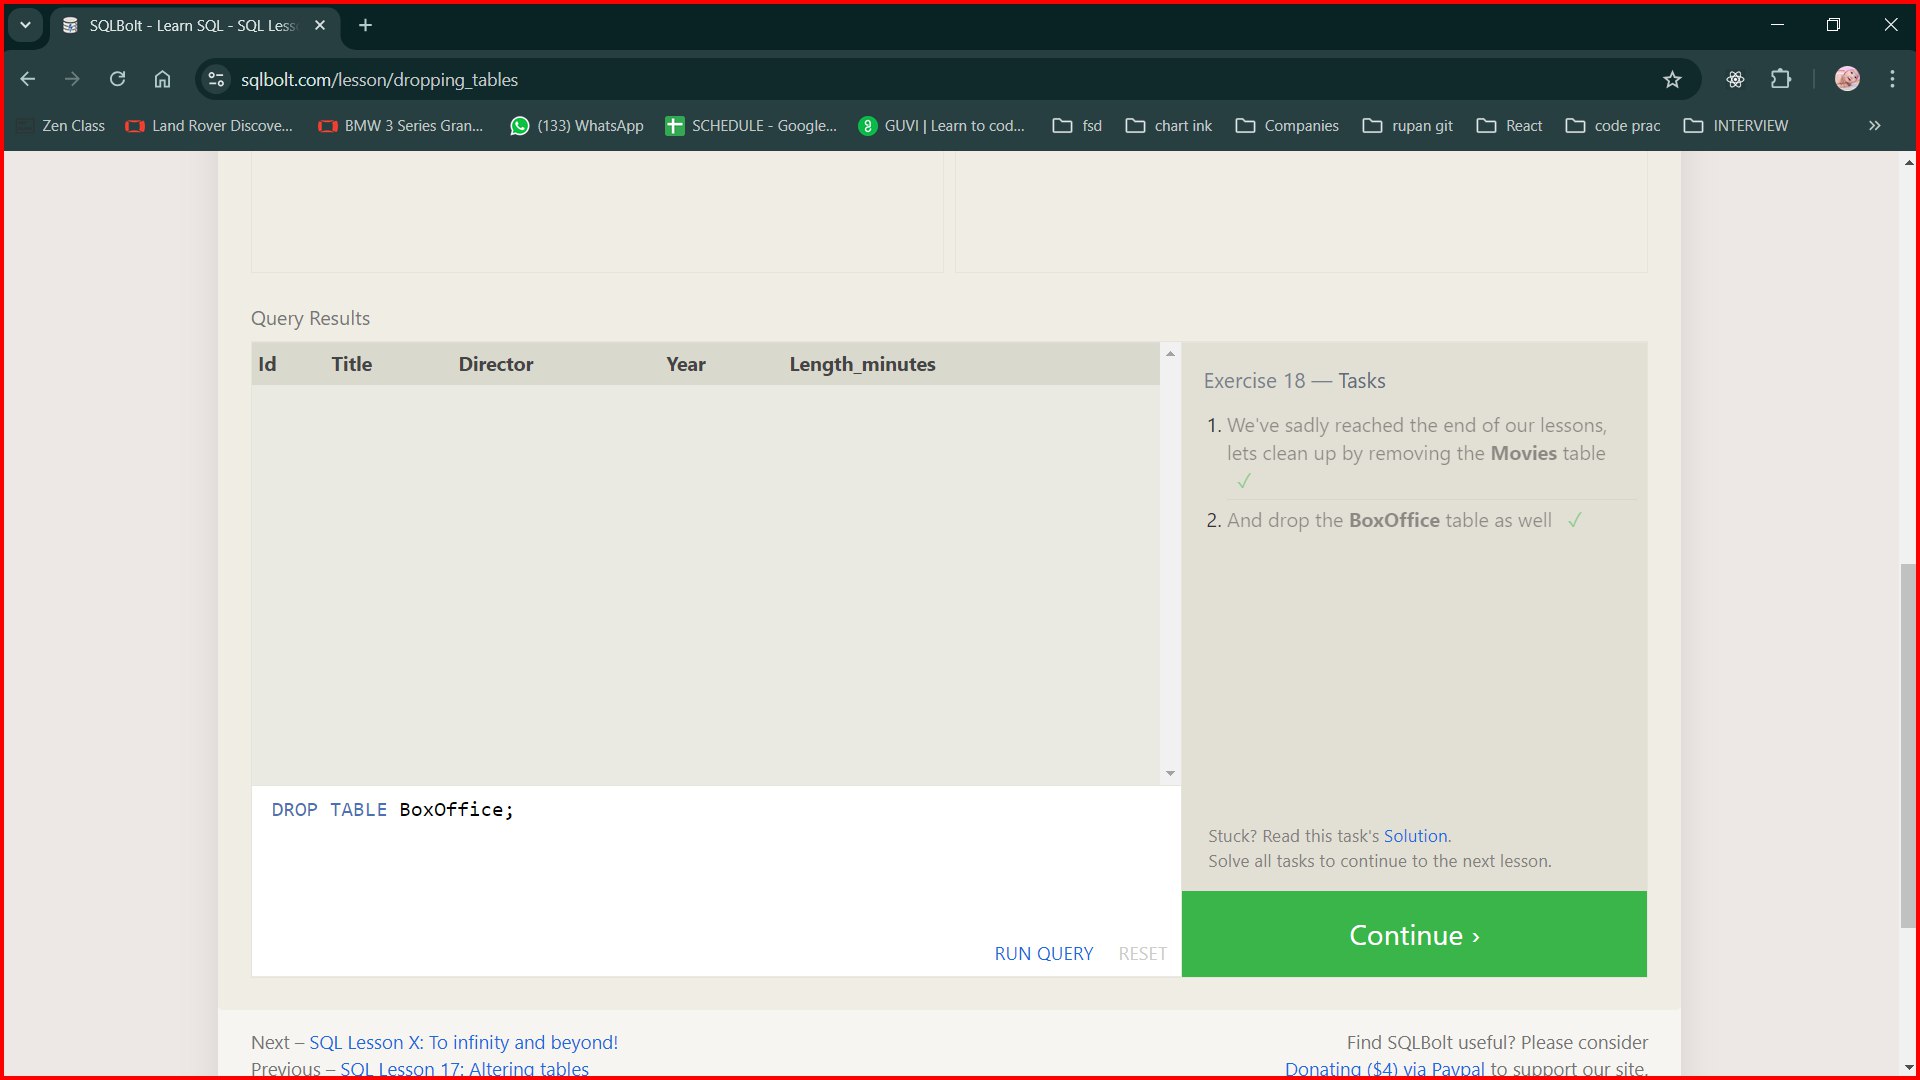 SQLBolt - Learn SQL - SQL Less
sqlbolt.com/lesson/dropping_tables
Zen Class
Land Rover Discove...
BMW 3 Series Gran...
(133) WhatsApp
SCHEDULE - Google...
GUVI | Learn to cod...
fsd
chart ink
Companies
rupan git
React
code prac
INTERVIEW
»
Query Results
Id Title Director Year Length_minutes
Exercise 18 — Tasks
1. We've sadly reached the end of our lessons,
lets clean up by removing the Movies table
✓
2. And drop the BoxOffice table as well ✓
DROP TABLE BoxOffice;
RUN QUERY RESET
Stuck? Read this task's Solution.
Solve all tasks to continue to the next lesson.
Continue ›
Next – SQL Lesson X: To infinity and beyond!
Previous – SQL Lesson 17: Altering tables
Find SQLBolt useful? Please consider
Donating ($4) via Paypal to support our site.